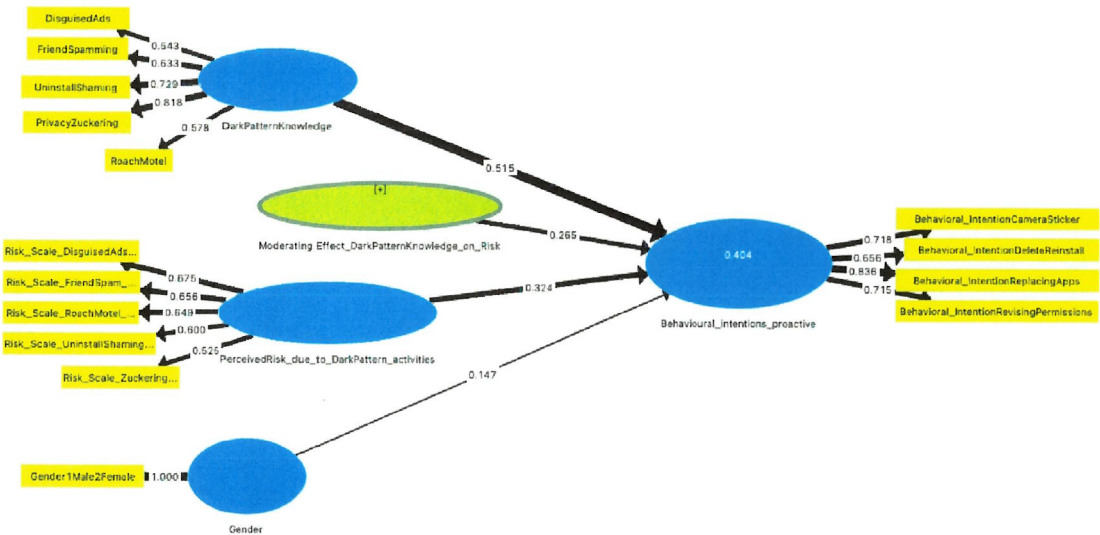 DisguisedAds
0.543
FriendSpamming
0.633
UninstallShaming
0.729
0.818
PrivacyZuckering
0.578
DarkPatternKnowledge
RoachMotel
0.515
[+]
Moderating Effect_DarkPatternKnowledge_on_Risk
0.265
Behavioral_IntentionCameraSticker
0.718
Behavioral_IntentionDeleteReinstall
0.404
0.656
0.836
Behavioral_IntentionReplacingApps
0.715
Behavioral_IntentionRevisingPermissions
Behavioural_intentions_proactive
Risk_Scale_DisguisedAds...
0.675
Risk_Scale_FriendSpam_...
0.656
0.324
Risk_Scale_RoachMotel_...
0.649
0.600
Risk_Scale_UninstallShaming...
0.525
PerceivedRisk_due_to_DarkPattern_activities
Risk_Scale_Zuckering...
0.147
Gender1Male2Female
1.000
Gender